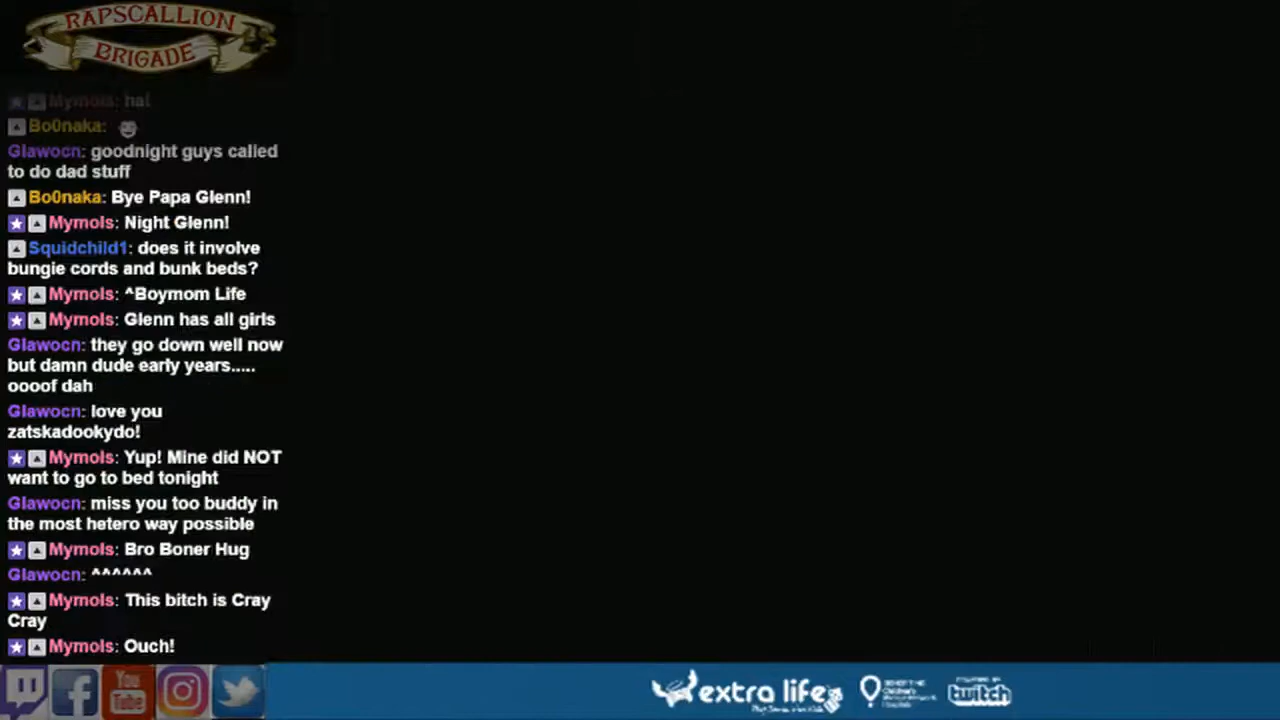 RAPSCALLION
BRIGADE
Mymols: ha!
Bo0naka:
Glawocn: goodnight guys called
to do dad stuff
Bo0naka: Bye Papa Glenn!
Mymols: Night Glenn!
Squidchild1: does it involve
bungie cords and bunk beds?
Mymols: ^Boymom Life
Mymols: Glenn has all girls
Glawocn: they go down well now
but damn dude early years.....
oooof dah
Glawocn: love you
zatskadookydo!
Mymols: Yup! Mine did NOT
want to go to bed tonight
Glawocn: miss you too buddy in
the most hetero way possible
Mymols: Bro Boner Hug
Glawocn: ^^^^^^
Mymols: This bitch is Cray
Cray
Mymols: Ouch!
You
Tube
extra life
twitch